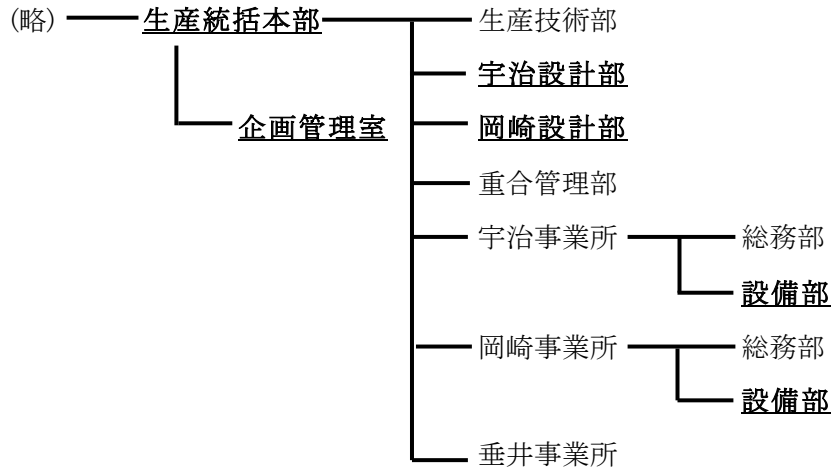 (略) 生産統括本部 生産技術部
宇治設計部
企画管理室 岡崎設計部
重合管理部
宇治事業所 総務部
設備部
岡崎事業所 総務部
設備部
垂井事業所